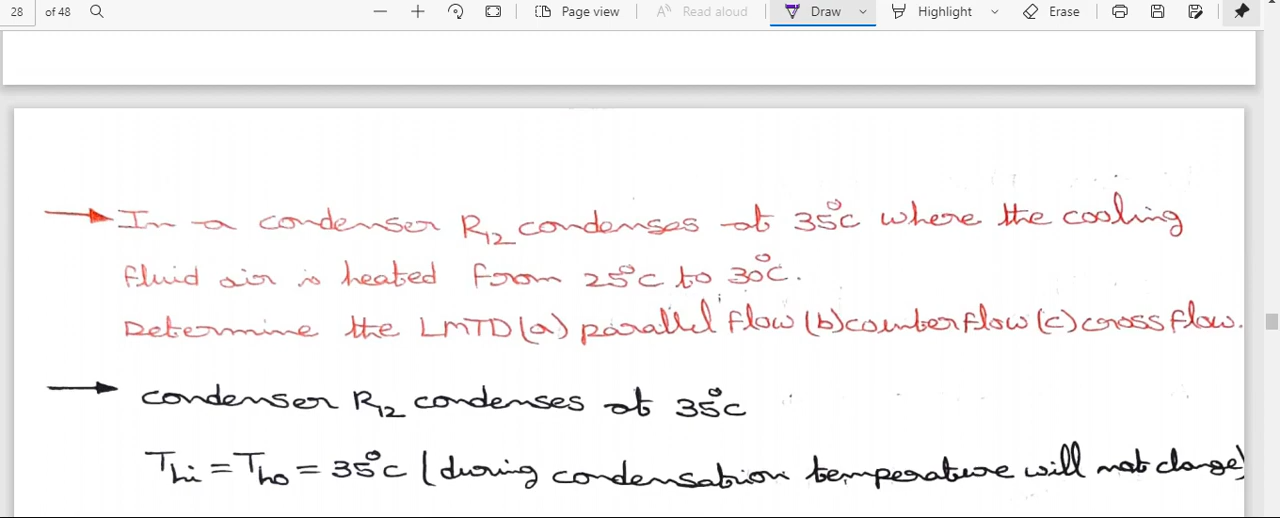 28 of 48 Page view Read aloud Draw Highlight Erase
→ In a condenser R12 condenses at 35°C where the cooling
fluid air is heated from 25°C to 30°C.
Determine the LMTD (a) parallel flow (b) counter flow (c) cross flow.
→ condenser R12 condenses at 35°C
Thi = Tho = 35°C (during condensation temperature will not change)